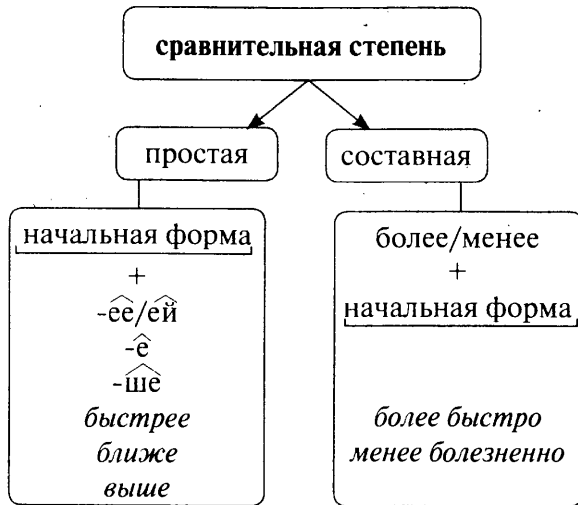 сравнительная степень
простая
составная
начальная форма
+
-ее/ей
-е
-ше
быстрее
ближе
выше
более/менее
+
начальная форма
более быстро
менее болезненно